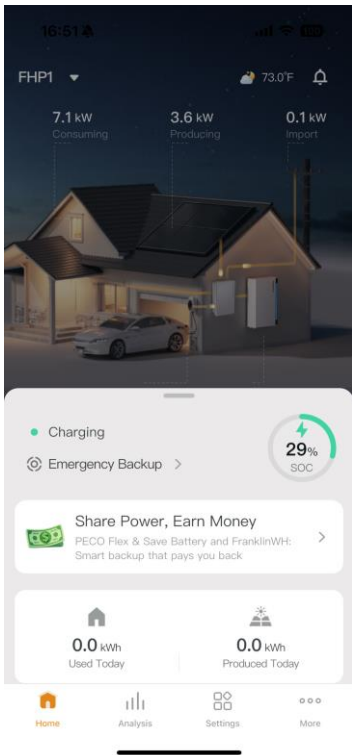 16:51
FHP1
73.0°F
7.1 kW
Consuming
3.6 kW
Producing
0.1 kW
Import
Charging
Emergency Backup
29%
SOC
Share Power, Earn Money
PECO Flex & Save Battery and FranklinWH:
Smart backup that pays you back
0.0 kWh
Used Today
0.0 kWh
Produced Today
Home
Analysis
Settings
More